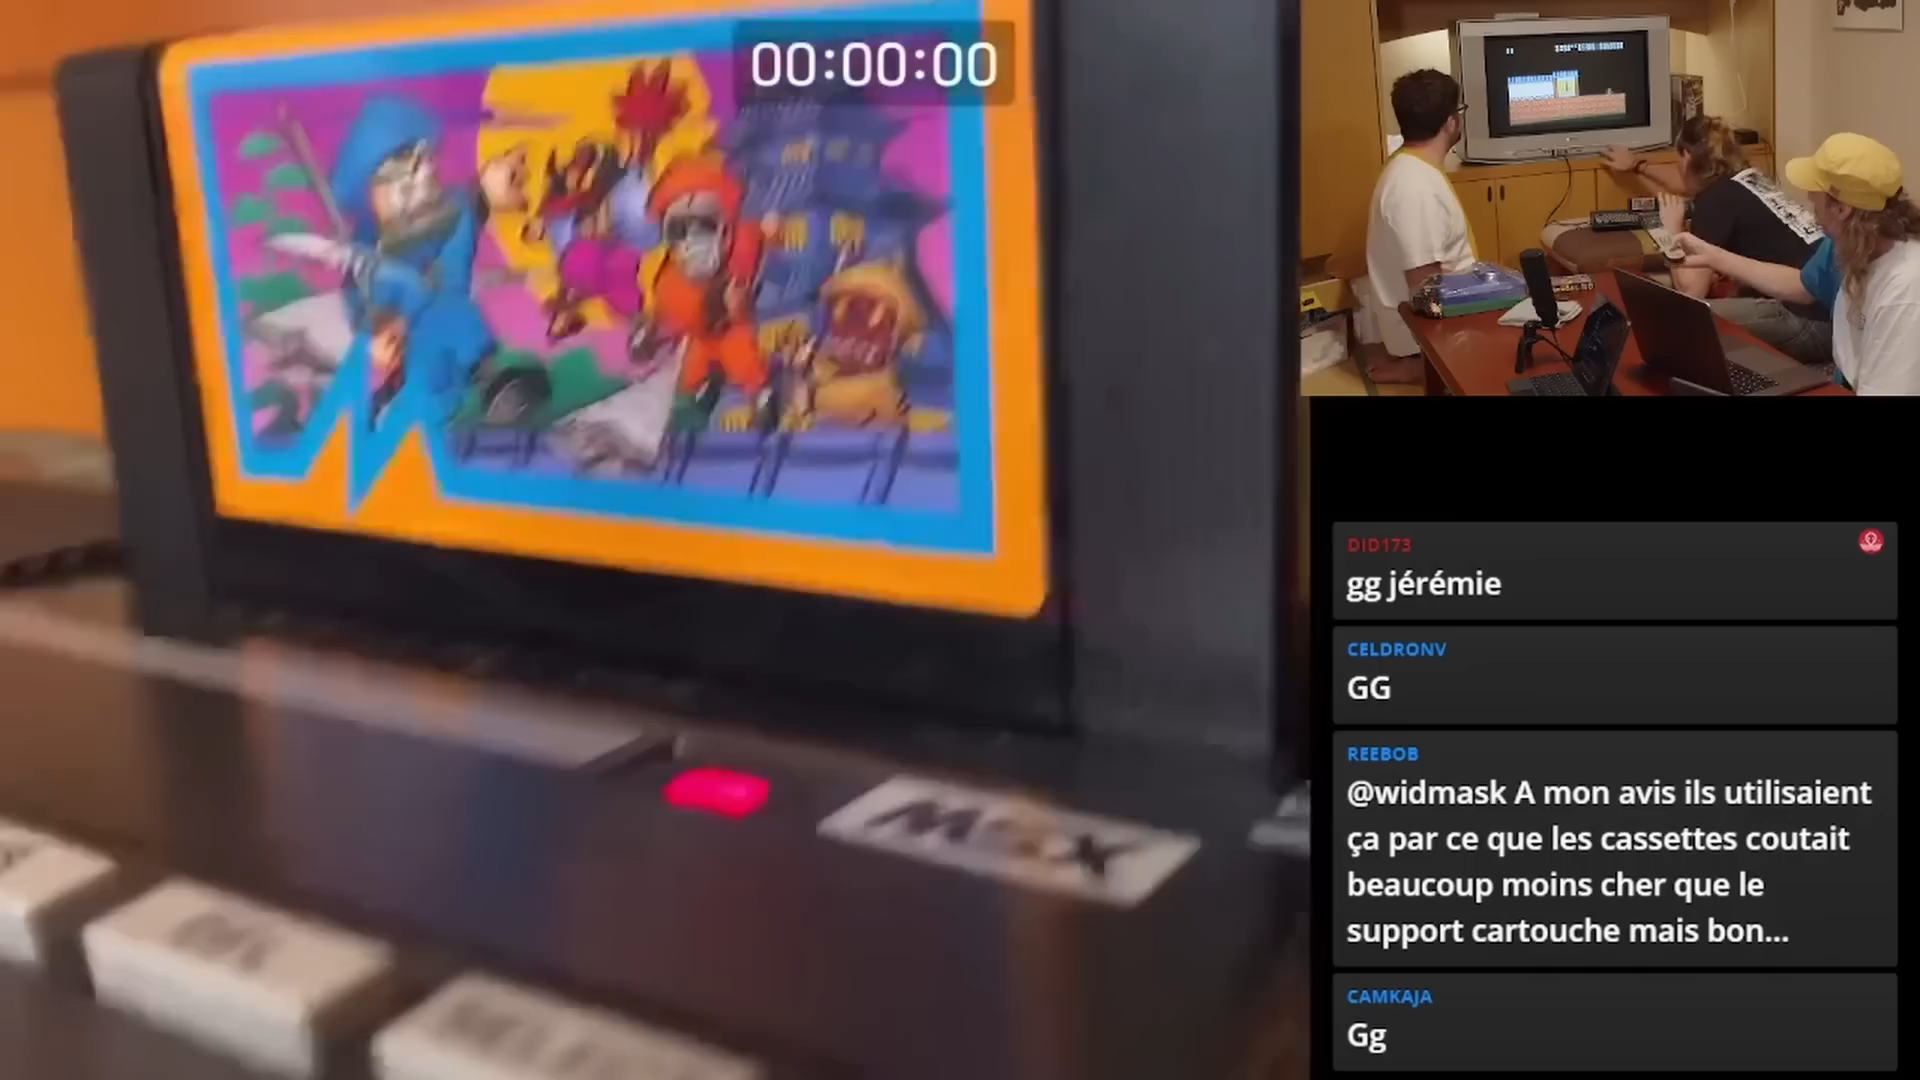 00:00:00
MSX
DID173
gg jérémie
CELDRONV
GG
REEBOB
@widmask A mon avis ils utilisaient
ça par ce que les cassettes coutait
beaucoup moins cher que le
support cartouche mais bon...
CAMKAJA
Gg